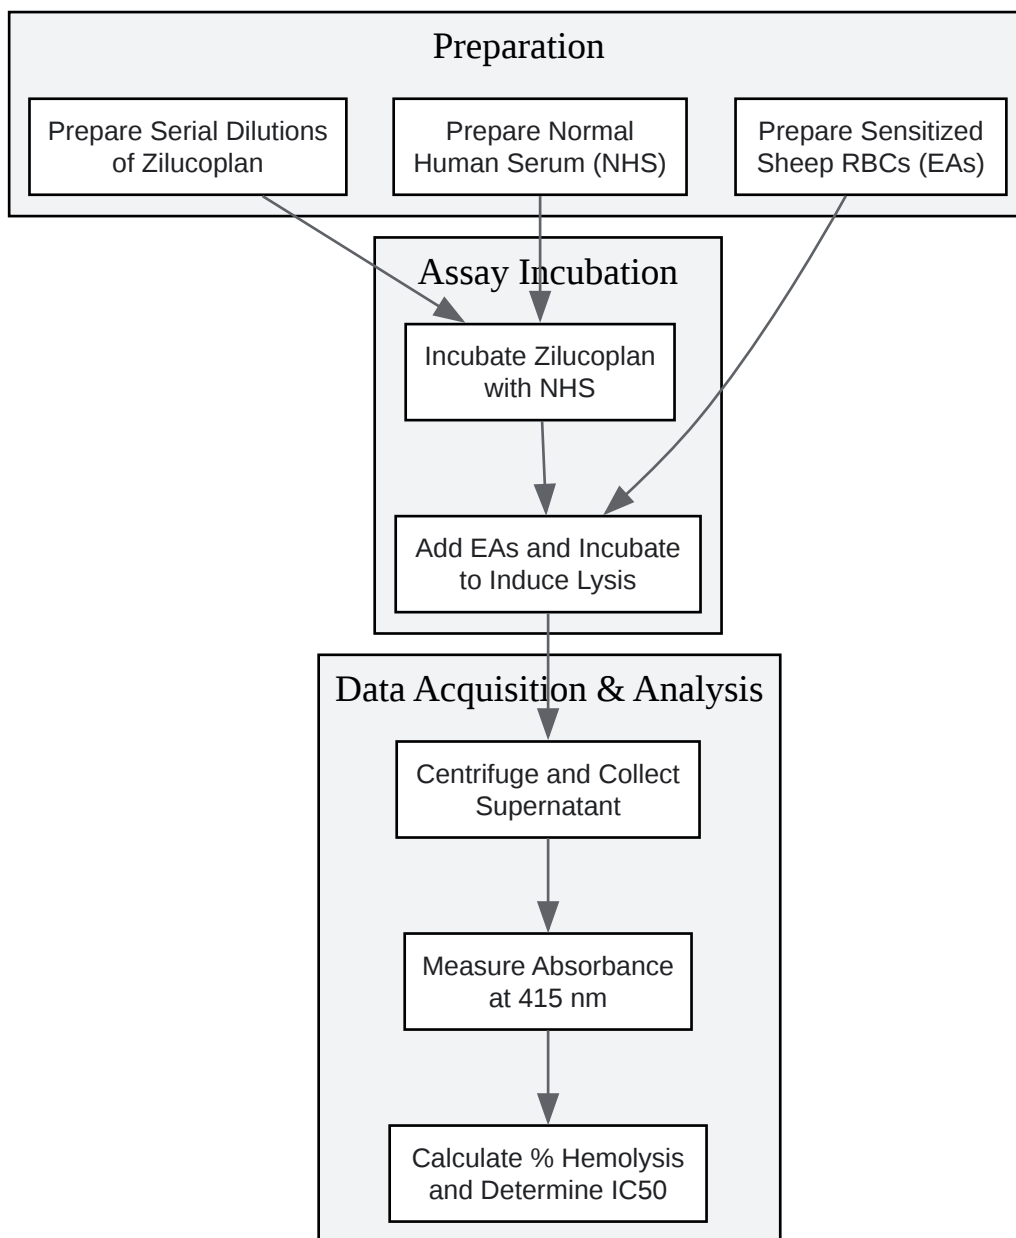 Preparation
Prepare Serial Dilutions
of Zilucoplan
Prepare Normal
Human Serum (NHS)
Prepare Sensitized
Sheep RBCs (EAs)
Assay Incubation
Incubate Zilucoplan
with NHS
Add EAs and Incubate
to Induce Lysis
Data Acquisition & Analysis
Centrifuge and Collect
Supernatant
Measure Absorbance
at 415 nm
Calculate % Hemolysis
and Determine IC50